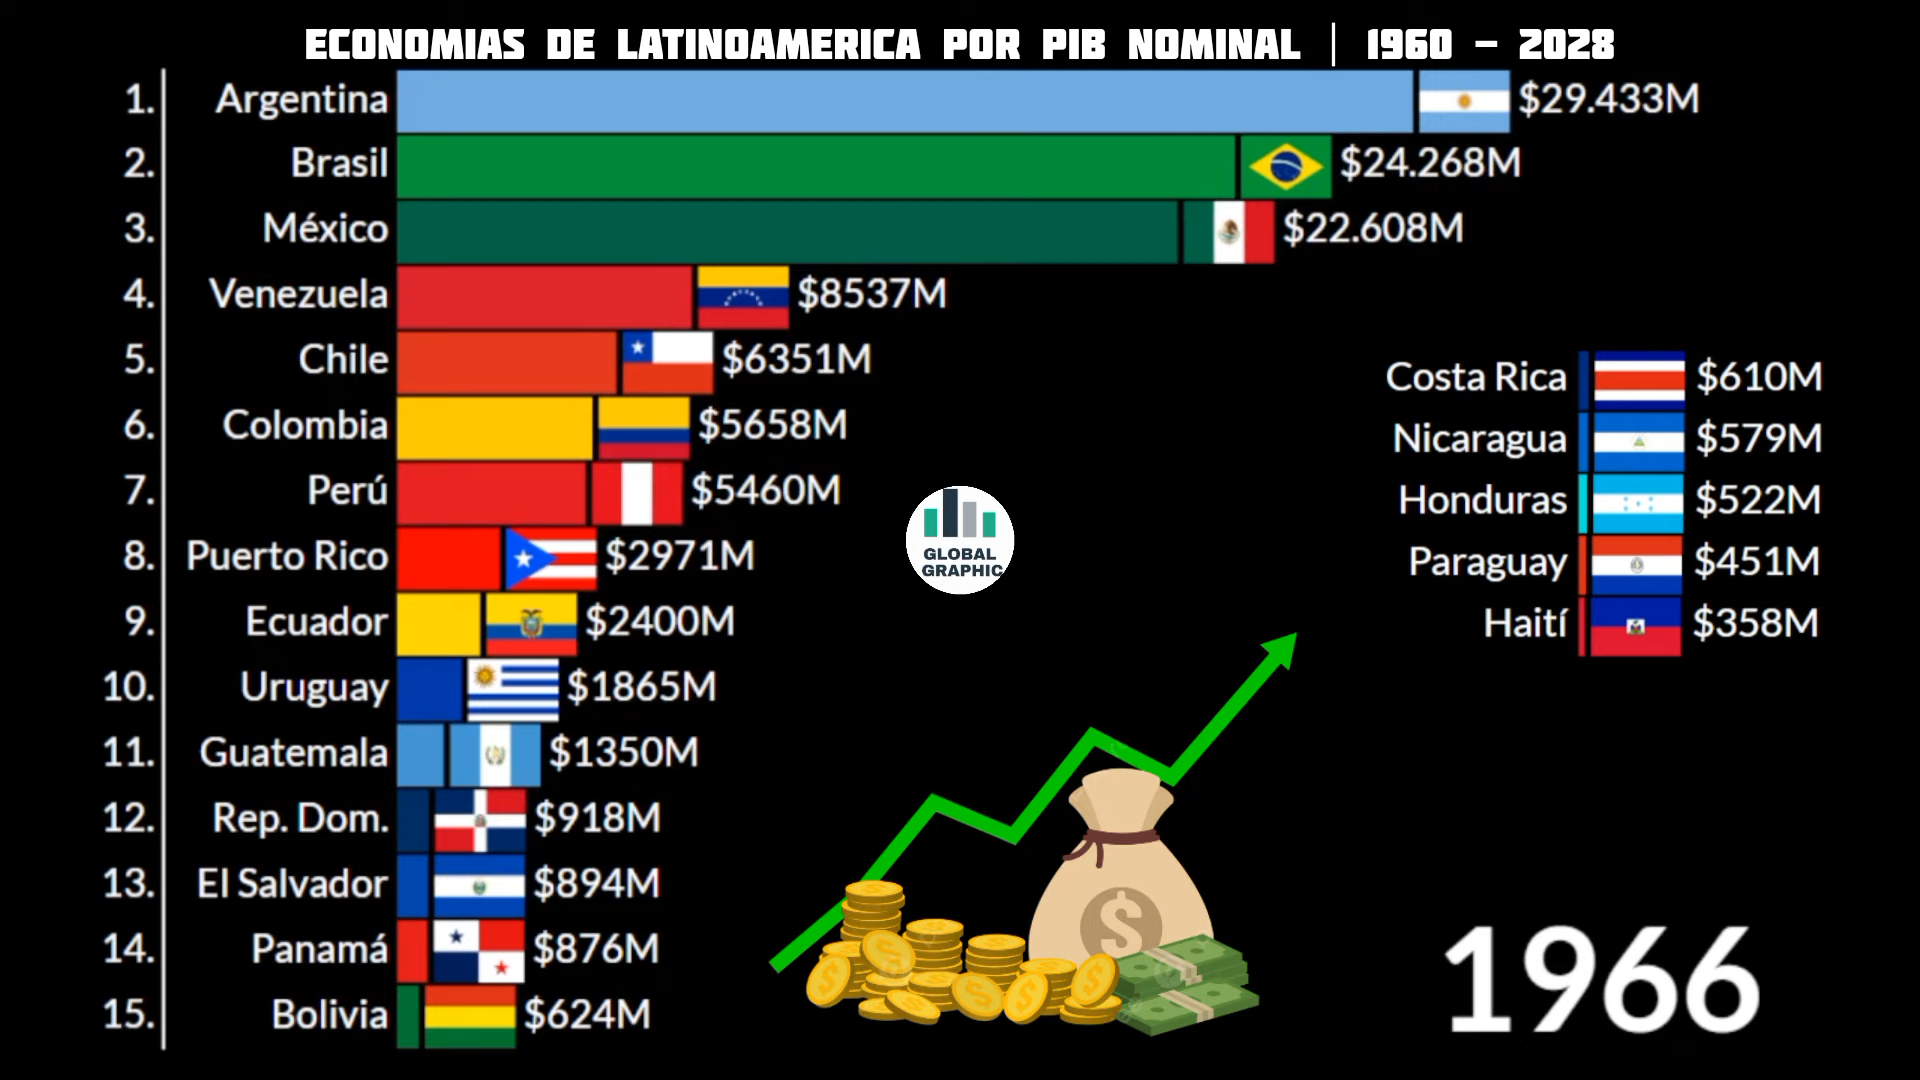 ECONOMIAS DE LATINOAMERICA POR PIB NOMINAL | 1960 - 2028
1. Argentina $29.433M
2. Brasil $24.268M
3. México $22.608M
4. Venezuela $8537M
5. Chile $6351M
6. Colombia $5658M
7. Perú $5460M
8. Puerto Rico $2971M
9. Ecuador $2400M
10. Uruguay $1865M
11. Guatemala $1350M
12. Rep. Dom. $918M
13. El Salvador $894M
14. Panamá $876M
15. Bolivia $624M
GLOBAL
GRAPHIC
Costa Rica $610M
Nicaragua $579M
Honduras $522M
Paraguay $451M
Haití $358M
$
1966